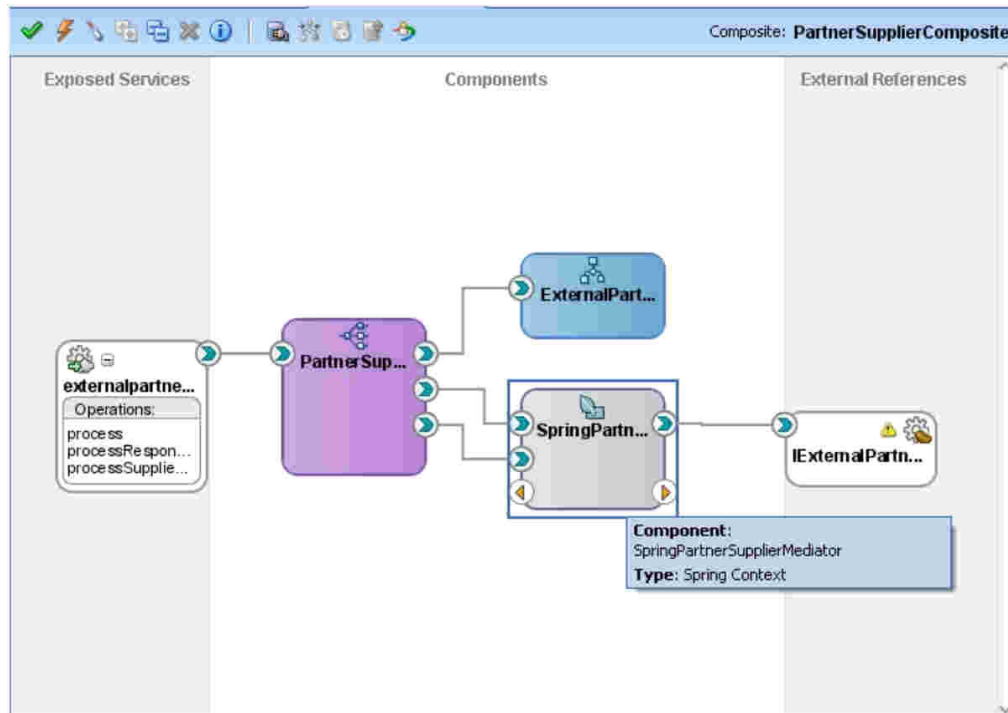 Composite: PartnerSupplierComposite
Exposed Services
Components
External References
ExternalPart...
PartnerSup...
externalpartne...
Operations:
process
processRespon...
processSupplie...
SpringPartn...
IExternalPartn...
Component:
SpringPartnerSupplierMediator
Type: Spring Context